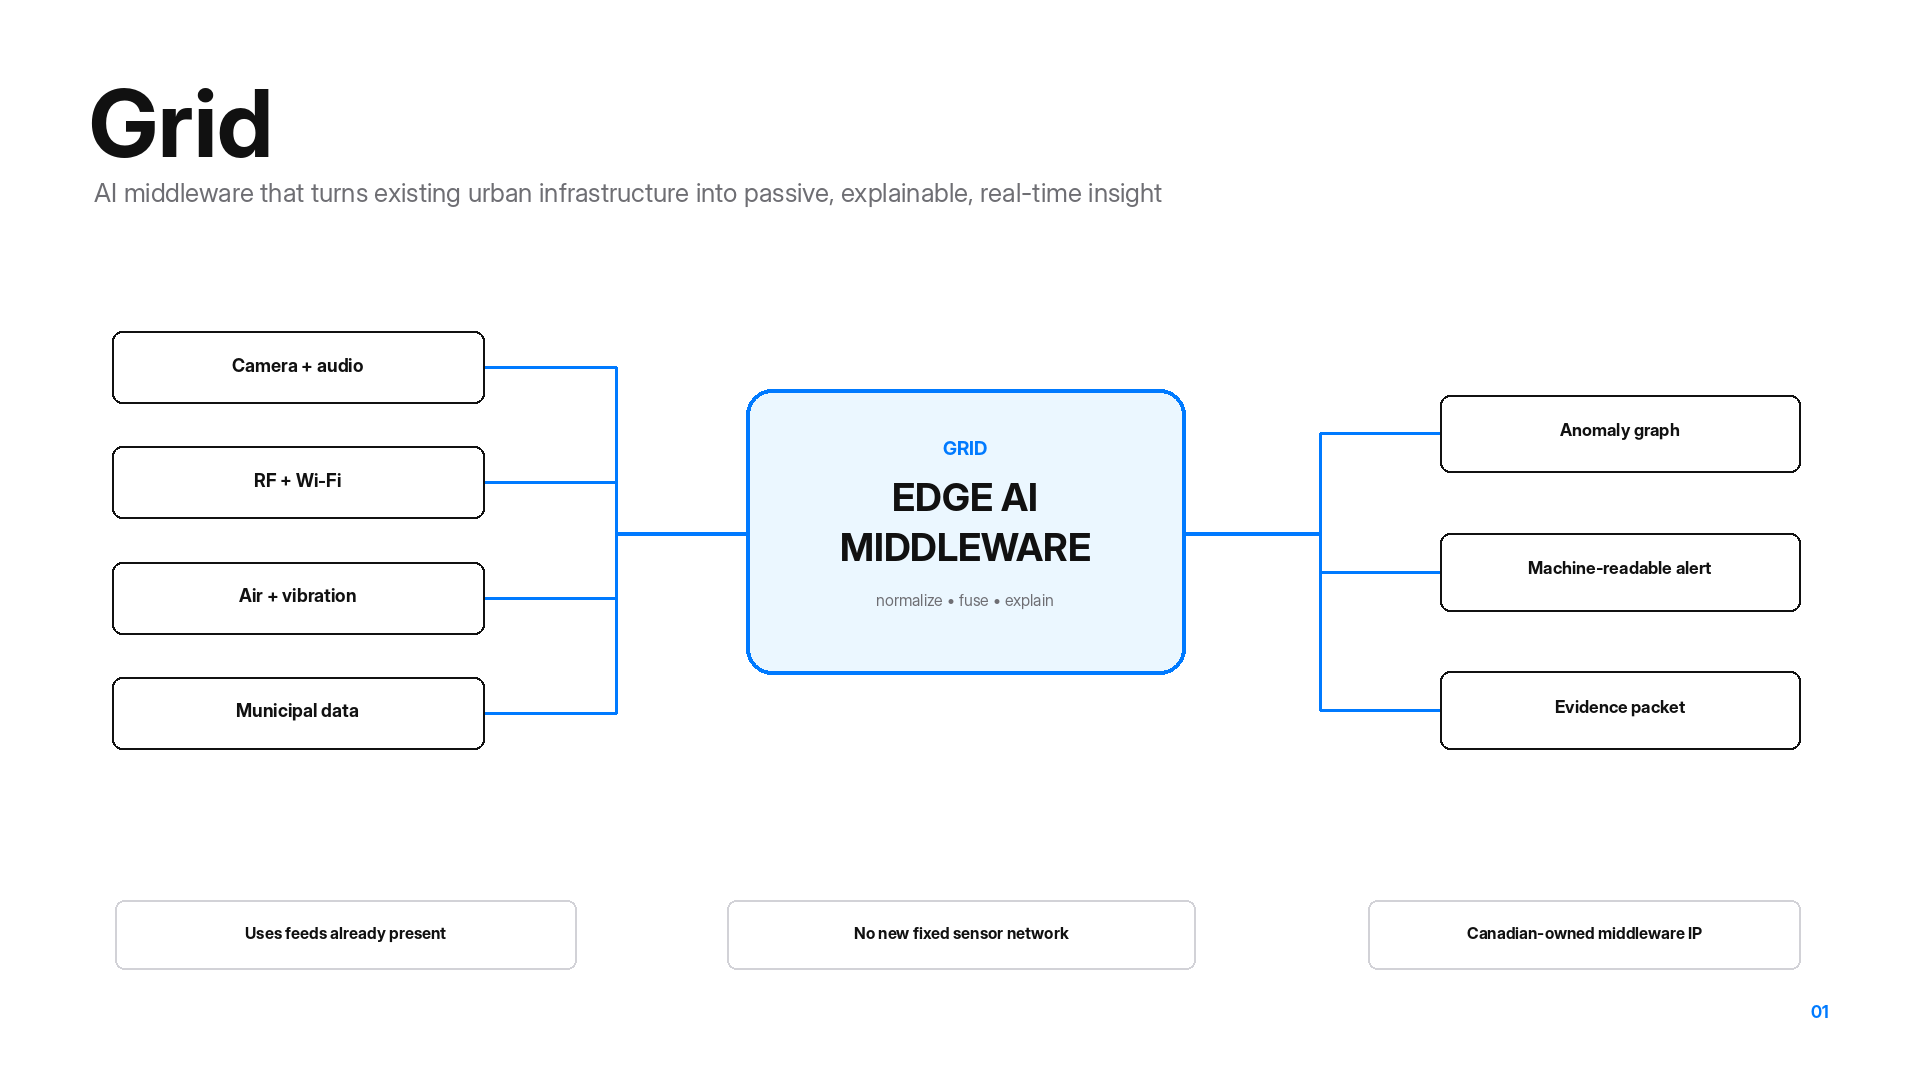 Grid
AI middleware that turns existing urban infrastructure into passive, explainable, real-time insight
Camera + audio
RF + Wi-Fi
Air + vibration
Municipal data
GRID
EDGE AI
MIDDLEWARE
normalize • fuse • explain
Anomaly graph
Machine-readable alert
Evidence packet
Uses feeds already present
No new fixed sensor network
Canadian-owned middleware IP
01